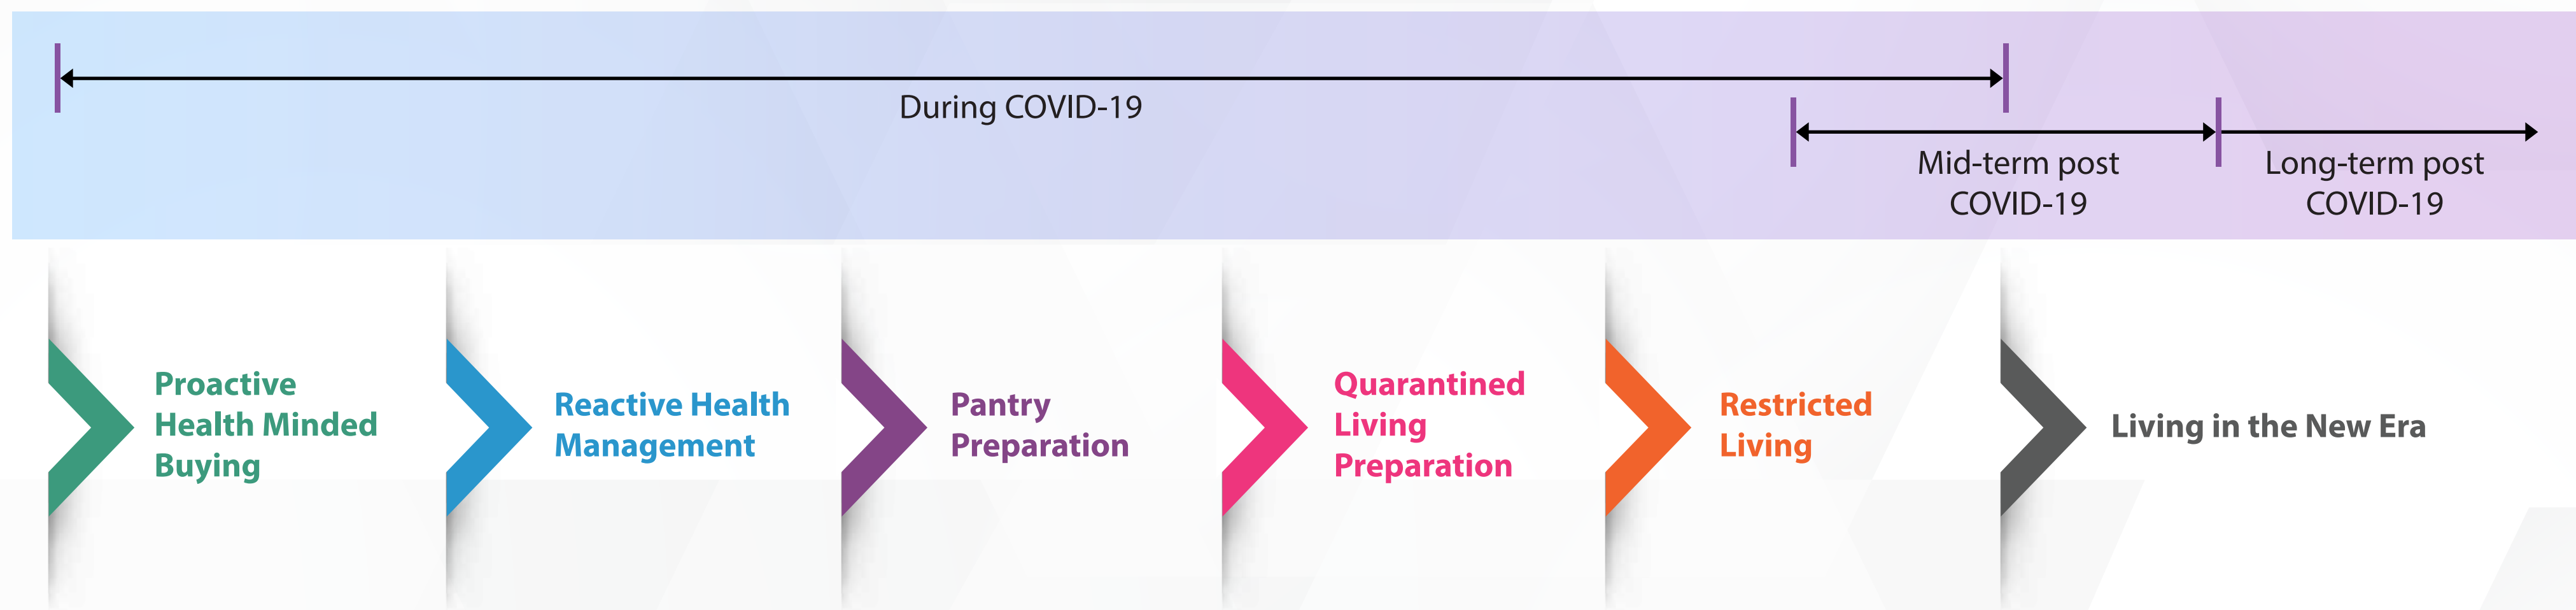 During COVID-19
Mid-term post
COVID-19
Long-term post
COVID-19
Proactive
Health Minded
Buying
Reactive Health
Management
Pantry
Preparation
Quarantined
Living
Preparation
Restricted
Living
Living in the New Era